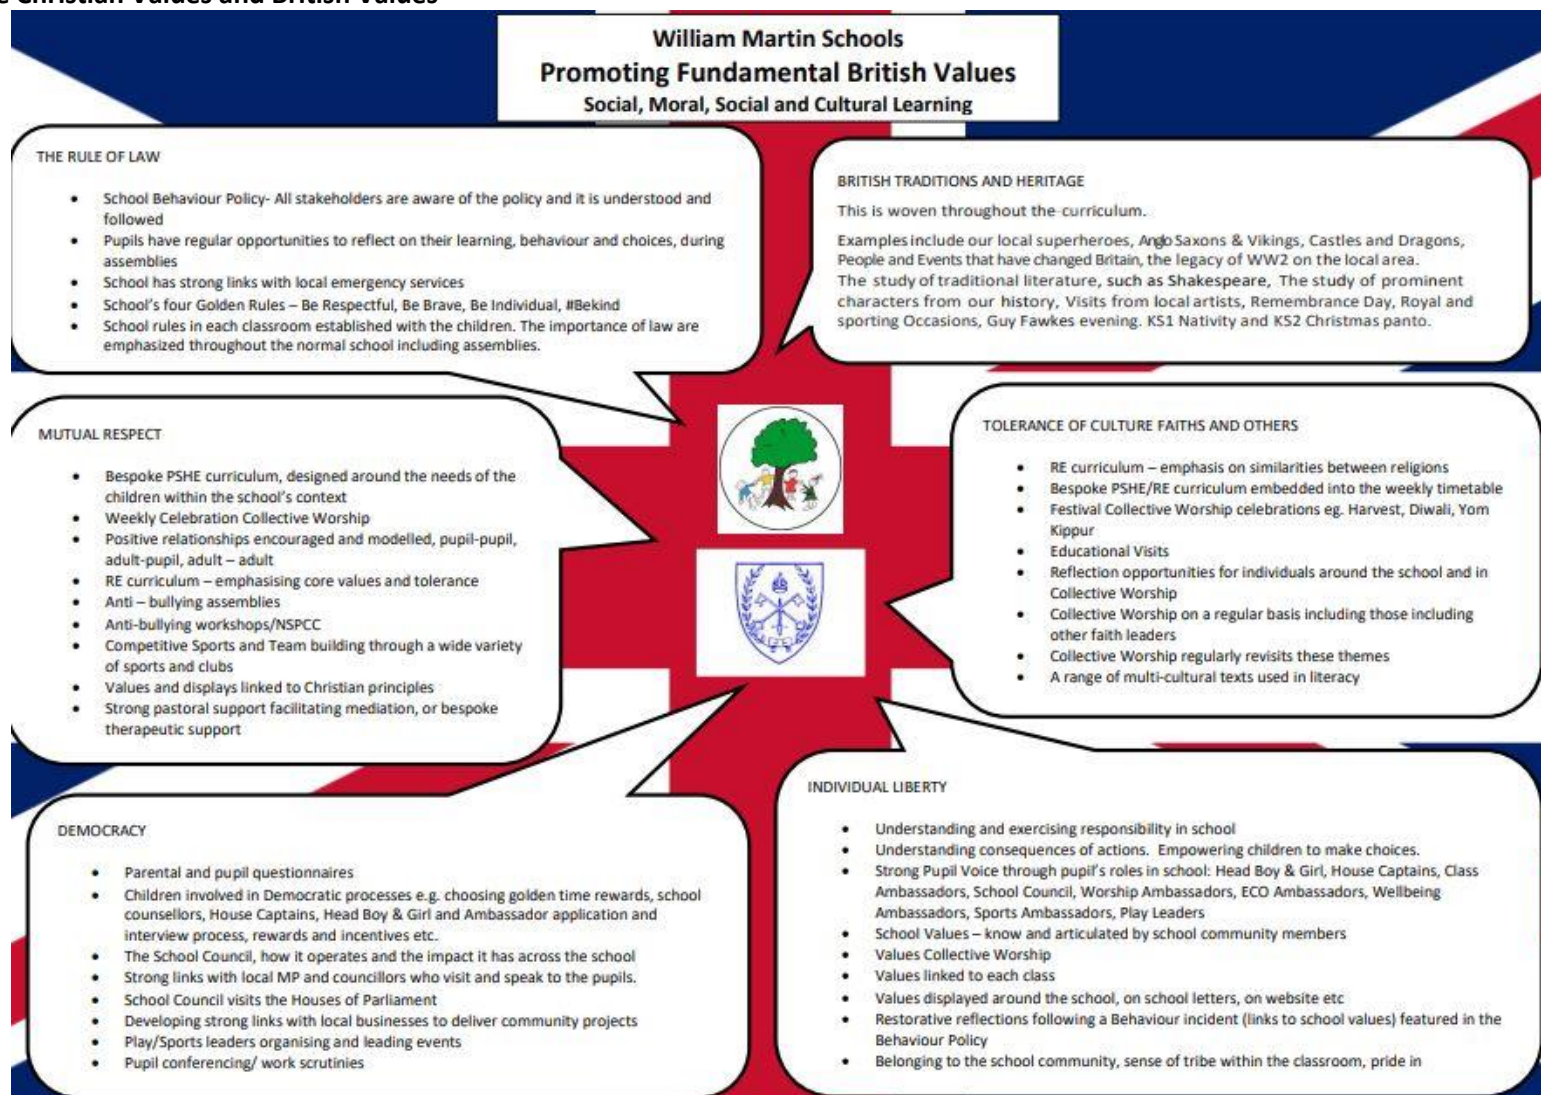 Christian Values and British Values
William Martin Schools
Promoting Fundamental British Values
Social, Moral, Social and Cultural Learning
THE RULE OF LAW
• School Behaviour Policy- All stakeholders are aware of the policy and it is understood and
followed
• Pupils have regular opportunities to reflect on their learning, behaviour and choices, during
assemblies
• School has strong links with local emergency services
• School's four Golden Rules – Be Respectful, Be Brave, Be Individual, #Bekind
• School rules in each classroom established with the children. The importance of law are
emphasized throughout the normal school including assemblies.
BRITISH TRADITIONS AND HERITAGE
This is woven throughout the curriculum.
Examples include our local superheroes, Anglo Saxons & Vikings, Castles and Dragons,
People and Events that have changed Britain, the legacy of WW2 on the local area.
The study of traditional literature, such as Shakespeare, The study of prominent
characters from our history, Visits from local artists, Remembrance Day, Royal and
sporting Occasions, Guy Fawkes evening. KS1 Nativity and KS2 Christmas panto.
MUTUAL RESPECT
• Bespoke PSHE curriculum, designed around the needs of the
children within the school's context
• Weekly Celebration Collective Worship
• Positive relationships encouraged and modelled, pupil-pupil,
adult-pupil, adult – adult
• RE curriculum – emphasising core values and tolerance
• Anti – bullying assemblies
• Anti-bullying workshops/NSPCC
• Competitive Sports and Team building through a wide variety
of sports and clubs
• Values and displays linked to Christian principles
• Strong pastoral support facilitating mediation, or bespoke
therapeutic support
TOLERANCE OF CULTURE FAITHS AND OTHERS
• RE curriculum – emphasis on similarities between religions
• Bespoke PSHE/RE curriculum embedded into the weekly timetable
• Festival Collective Worship celebrations eg. Harvest, Diwali, Yom
Kippur
• Educational Visits
• Reflection opportunities for individuals around the school and in
Collective Worship
• Collective Worship on a regular basis including those including
other faith leaders
• Collective Worship regularly revisits these themes
• A range of multi-cultural texts used in literacy
DEMOCRACY
• Parental and pupil questionnaires
• Children involved in Democratic processes e.g. choosing golden time rewards, school
counsellors, House Captains, Head Boy & Girl and Ambassador application and
interview process, rewards and incentives etc.
• The School Council, how it operates and the impact it has across the school
• Strong links with local MP and councillors who visit and speak to the pupils.
• School Council visits the Houses of Parliament
• Developing strong links with local businesses to deliver community projects
• Play/Sports leaders organising and leading events
• Pupil conferencing/ work scrutinies
INDIVIDUAL LIBERTY
• Understanding and exercising responsibility in school
• Understanding consequences of actions. Empowering children to make choices.
• Strong Pupil Voice through pupil's roles in school: Head Boy & Girl, House Captains, Class
Ambassadors, School Council, Worship Ambassadors, ECO Ambassadors, Wellbeing
Ambassadors, Sports Ambassadors, Play Leaders
• School Values – know and articulated by school community members
• Values Collective Worship
• Values linked to each class
• Values displayed around the school, on school letters, on website etc
• Restorative reflections following a Behaviour incident (links to school values) featured in the
Behaviour Policy
• Belonging to the school community, sense of tribe within the classroom, pride in